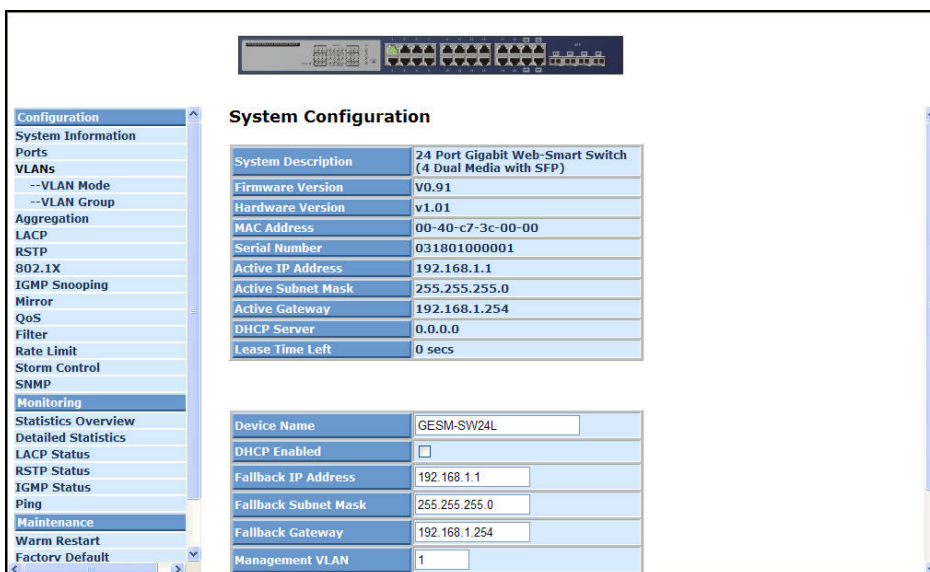 Configuration
System Information
Ports
VLANs
--VLAN Mode
--VLAN Group
Aggregation
LACP
RSTP
802.1X
IGMP Snooping
Mirror
QoS
Filter
Rate Limit
Storm Control
SNMP
Monitoring
Statistics Overview
Detailed Statistics
LACP Status
RSTP Status
IGMP Status
Ping
Maintenance
Warm Restart
Factory Default
System Configuration
System Description 24 Port Gigabit Web-Smart Switch
(4 Dual Media with SFP)
Firmware Version V0.91
Hardware Version v1.01
MAC Address 00-40-c7-3c-00-00
Serial Number 031801000001
Active IP Address 192.168.1.1
Active Subnet Mask 255.255.255.0
Active Gateway 192.168.1.254
DHCP Server 0.0.0.0
Lease Time Left 0 secs
Device Name GESM-SW24L
DHCP Enabled
Fallback IP Address 192.168.1.1
Fallback Subnet Mask 255.255.255.0
Fallback Gateway 192.168.1.254
Management VLAN 1